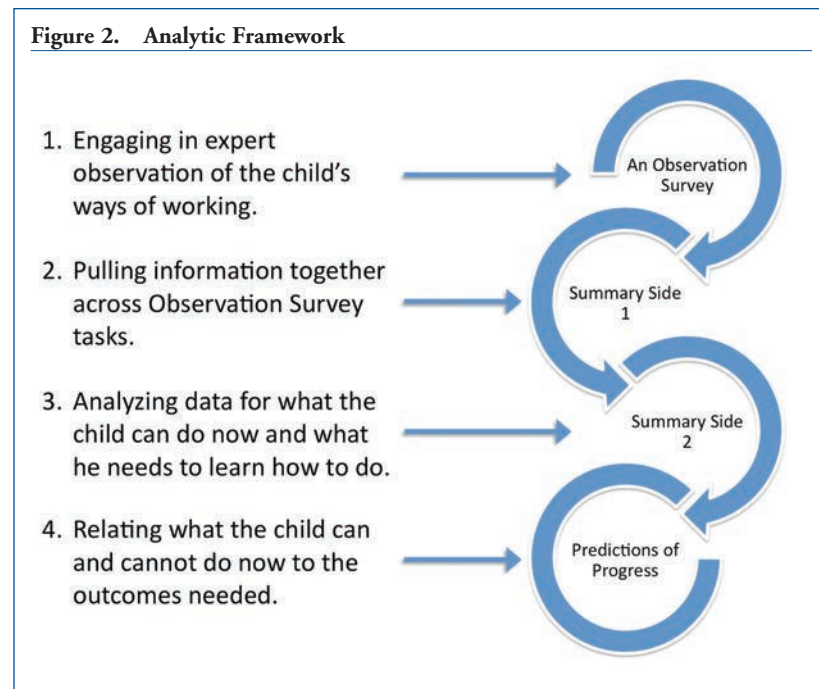 Figure 2. Analytic Framework
1. Engaging in expert
observation of the child's
ways of working.
An Observation
Survey
2. Pulling information together
across Observation Survey
tasks.
Summary Side
1
3. Analyzing data for what the
child can do now and what
he needs to learn how to do.
Summary Side
2
4. Relating what the child can
and cannot do now to the
outcomes needed.
Predictions of
Progress